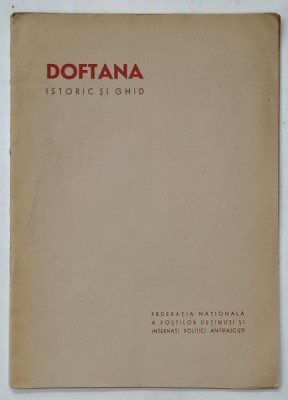 DOFTANA
ISTORIC ȘI GHID
FEDERAȚIA NAȚIONALĂ
A FOȘTILOR DEȚINUȚI ȘI
INTERNAȚI POLITICI ANTIFASCIȘTI